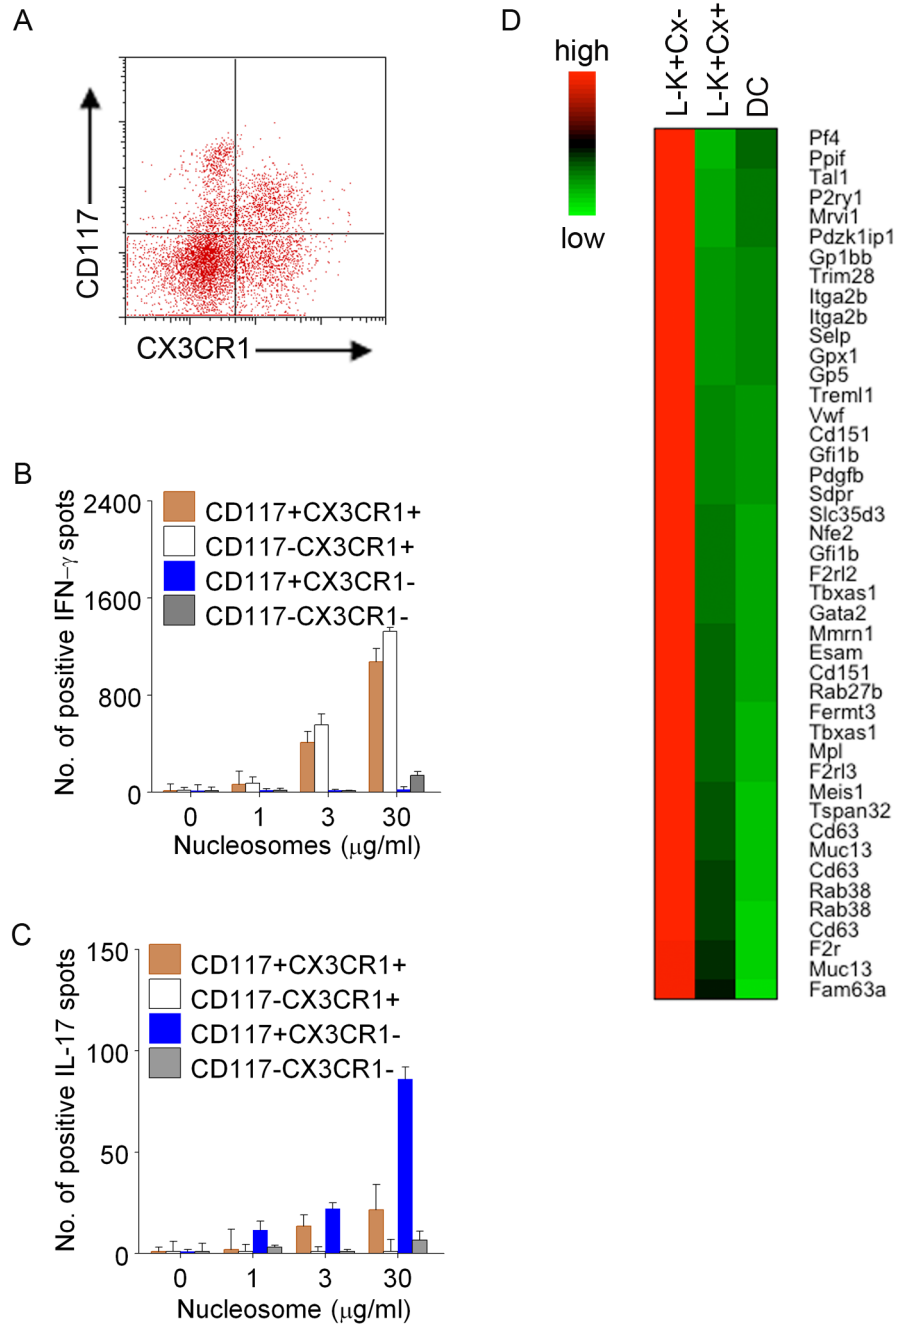 A
CD117
CX3CR1
B
No. of positive IFN−γ spots
2400
1600
800
0
CD117+CX3CR1+
CD117-CX3CR1+
CD117+CX3CR1-
CD117-CX3CR1-
0 1 3 30
Nucleosomes (μg/ml)
C
No. of positive IL-17 spots
150
100
50
0
CD117+CX3CR1+
CD117-CX3CR1+
CD117+CX3CR1-
CD117-CX3CR1-
0 1 3 30
Nucleosome (μg/ml)
D
high
low
L-K+Cx-
L-K+Cx+
DC
Pf4
Ppif
Tal1
P2ry1
Mrvi1
Pdzk1ip1
Gp1bb
Trim28
Itga2b
Itga2b
Selp
Gpx1
Gp5
Treml1
Vwf
Cd151
Gfi1b
Pdgfb
Sdpr
Slc35d3
Nfe2
Gfi1b
F2rl2
Tbxas1
Gata2
Mmrn1
Esam
Cd151
Rab27b
Fermt3
Tbxas1
Mpl
F2rl3
Meis1
Tspan32
Cd63
Muc13
Cd63
Rab38
Rab38
Cd63
F2r
Muc13
Fam63a